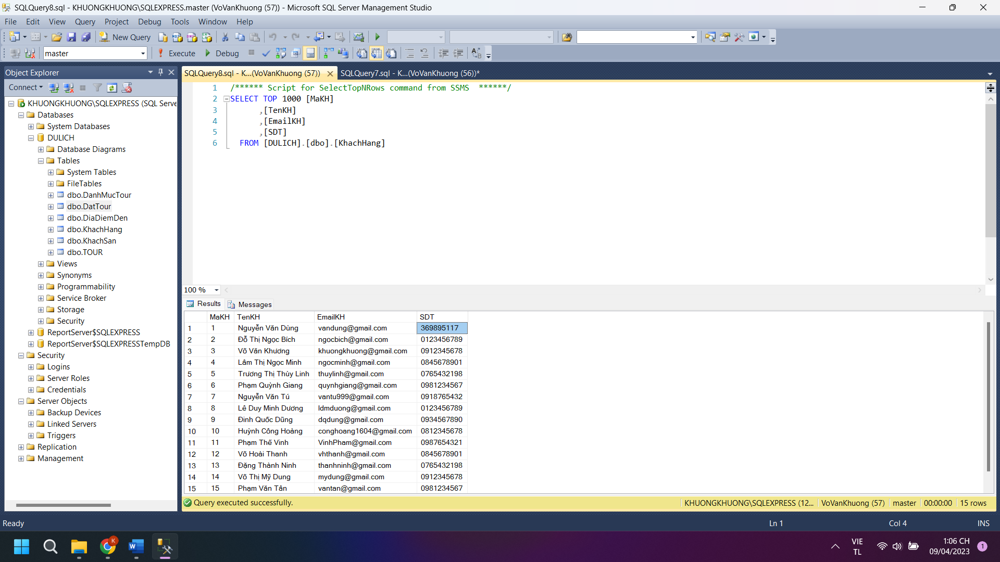 SQLQuery8.sql - KHUONGKHUONG\SQLEXPRESS.master (VoVanKhuong (57)) - Microsoft SQL Server Management Studio
File Edit View Query Project Debug Tools Window Help
New Query
master Execute Debug
Object Explorer
Connect
KHUONGKHUONG\SQLEXPRESS (SQL Serve
Databases
System Databases
DULICH
Database Diagrams
Tables
System Tables
FileTables
dbo.DanhMucTour
dbo.DatTour
dbo.DiaDiemDen
dbo.KhachHang
dbo.KhachSan
dbo.TOUR
Views
Synonyms
Programmability
Service Broker
Storage
Security
ReportServer$SQLEXPRESS
ReportServer$SQLEXPRESSTempDB
Security
Logins
Server Roles
Credentials
Server Objects
Backup Devices
Linked Servers
Triggers
Replication
Management
SQLQuery8.sql - K...(VoVanKhuong (57)) SQLQuery7.sql - K...(VoVanKhuong (56))*
1 /****** Script for SelectTopNRows command from SSMS ******/
2 SELECT TOP 1000 [MaKH]
3 ,[TenKH]
4 ,[EmailKH]
5 ,[SDT]
6 FROM [DULICH].[dbo].[KhachHang]
100 %
Results Messages
MaKH TenKH EmailKH SDT
1 1 Nguyễn Văn Dùng vandung@gmail.com 369895117
2 2 Đỗ Thị Ngọc Bích ngocbich@gmail.com 0123456789
3 3 Võ Văn Khương khuongkhuong@gmail.com 0912345678
4 4 Lâm Thị Ngọc Minh ngocminh@gmail.com 0845678901
5 5 Trương Thị Thùy Linh thuylinh@gmail.com 0765432198
6 6 Phạm Quỳnh Giang quynhgiang@gmail.com 0981234567
7 7 Nguyễn Văn Tú vantu999@gmail.com 0918765432
8 8 Lê Duy Minh Dương ldmduong@gmail.com 0123456789
9 9 Đinh Quốc Dũng dqdung@gmail.com 0934567890
10 10 Huỳnh Công Hoàng conghoang1604@gmail.com 0812345678
11 11 Phạm Thế Vinh VinhPham@gmail.com 0987654321
12 12 Võ Hoài Thanh vhthanh@gmail.com 0845678901
13 13 Đặng Thành Ninh thanhninh@gmail.com 0765432198
14 14 Võ Thị Mỹ Dung mydung@gmail.com 0912345678
15 15 Phạm Văn Tân vantan@gmail.com 0981234567
Query executed successfully. KHUONGKHUONG\SQLEXPRESS (12... VoVanKhuong (57) master 00:00:00 15 rows
Ready Ln 1 Col 4 INS
VIE 1:06 CH
TL 09/04/2023 1